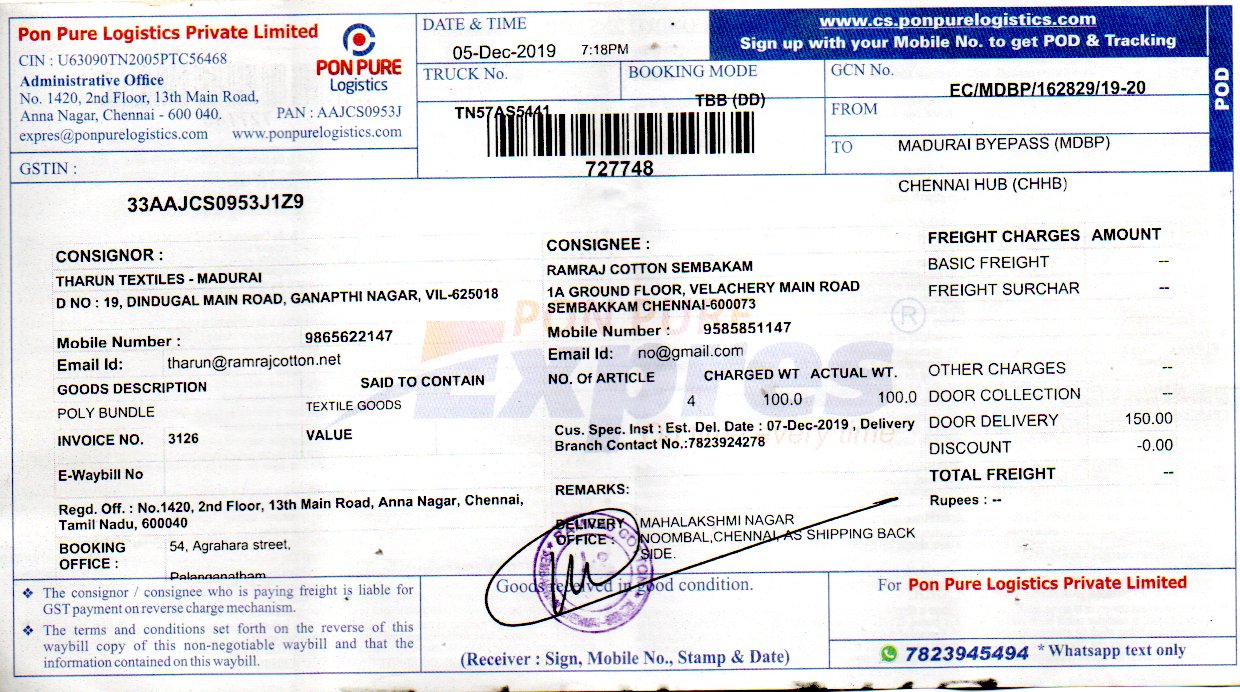 Pon Pure Logistics Private Limited
CIN : U63090TN2005PTC56468
Administrative Office
No. 1420, 2nd Floor, 13th Main Road,
Anna Nagar, Chennai - 600 040. PAN : AAJCS0953J
expres@ponpurelogistics.com www.ponpurelogistics.com
PON PURE
Logistics
GSTIN :
33AAJCS0953J1Z9
DATE & TIME
05-Dec-2019 7:18PM
TRUCK No.
TN57AS5441
BOOKING MODE
TBB (DD)
727748
www.cs.ponpurelogistics.com
Sign up with your Mobile No. to get POD & Tracking
POD
GCN No.
EC/MDBP/162829/19-20
FROM
MADURAI BYEPASS (MDBP)
TO
CHENNAI HUB (CHHB)
CONSIGNOR :
THARUN TEXTILES - MADURAI
D NO : 19, DINDUGAL MAIN ROAD, GANAPTHI NAGAR, VIL-625018
Mobile Number : 9865622147
Email Id: tharun@ramrajcotton.net
GOODS DESCRIPTION SAID TO CONTAIN
POLY BUNDLE TEXTILE GOODS
INVOICE NO. 3126 VALUE
E-Waybill No
Regd. Off. : No.1420, 2nd Floor, 13th Main Road, Anna Nagar, Chennai,
Tamil Nadu, 600040
BOOKING OFFICE : 54, Agrahara street,
Palanganatham
CONSIGNEE :
RAMRAJ COTTON SEMBAKAM
1A GROUND FLOOR, VELACHERY MAIN ROAD
SEMBAKKAM CHENNAI-600073
Mobile Number : 9585851147
Email Id: no@gmail.com
NO. Of ARTICLE CHARGED WT ACTUAL WT.
4 100.0 100.0
Cus. Spec. Inst : Est. Del. Date : 07-Dec-2019 , Delivery
Branch Contact No.:7823924278
REMARKS:
DELIVERY OFFICE : MAHALAKSHMI NAGAR
NOOMBAL,CHENNAI, AS SHIPPING BACK
SIDE.
PON PURE
Expres
®
FREIGHT CHARGES AMOUNT
BASIC FREIGHT --
FREIGHT SURCHAR --
OTHER CHARGES --
DOOR COLLECTION --
DOOR DELIVERY 150.00
DISCOUNT -0.00
TOTAL FREIGHT --
Rupees : --
❖ The consignor / consignee who is paying freight is liable for
GST payment on reverse charge mechanism.
❖ The terms and conditions set forth on the reverse of this
waybill copy of this non-negotiable waybill and that the
information contained on this waybill.
Goods received in good condition.
(Receiver : Sign, Mobile No., Stamp & Date)
For Pon Pure Logistics Private Limited
7823945494 * Whatsapp text only